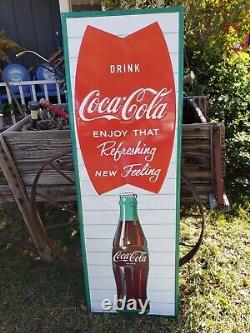 DRINK
Coca-Cola
ENJOY THAT
Refreshing
NEW Feeling
Coca-Cola